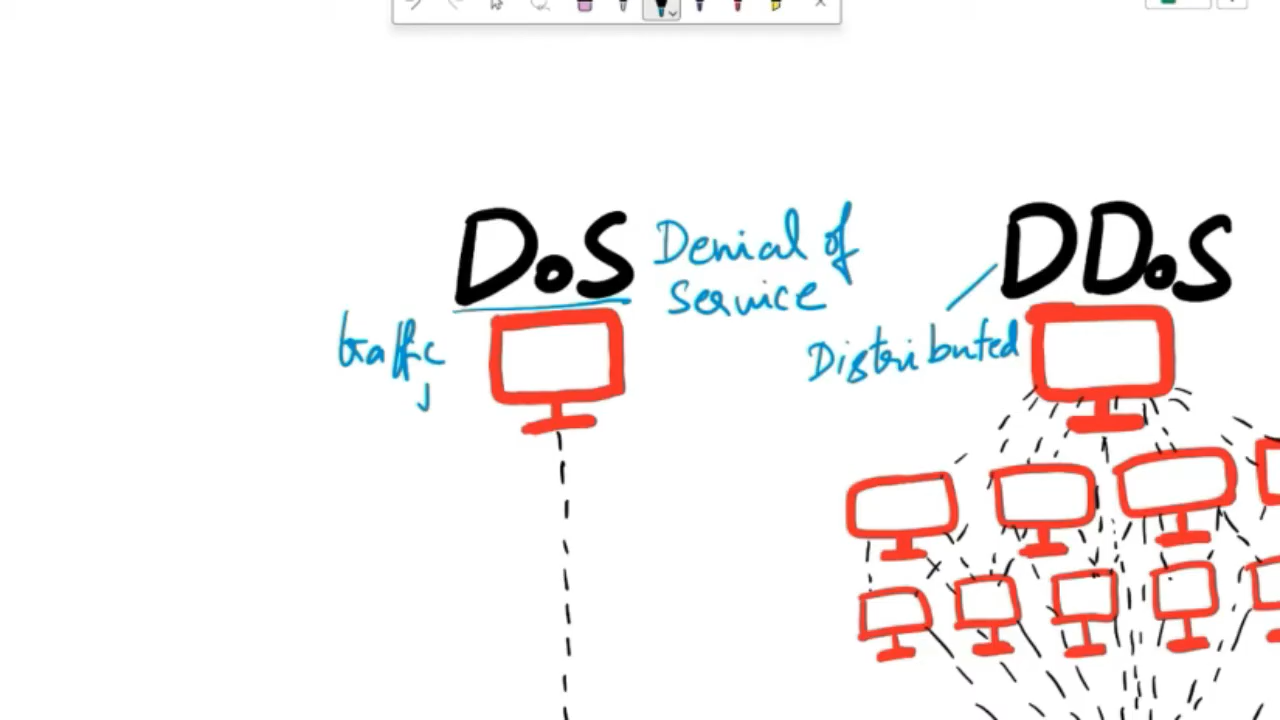 DoS
Denial of
service
traffic
DDoS
Distributed